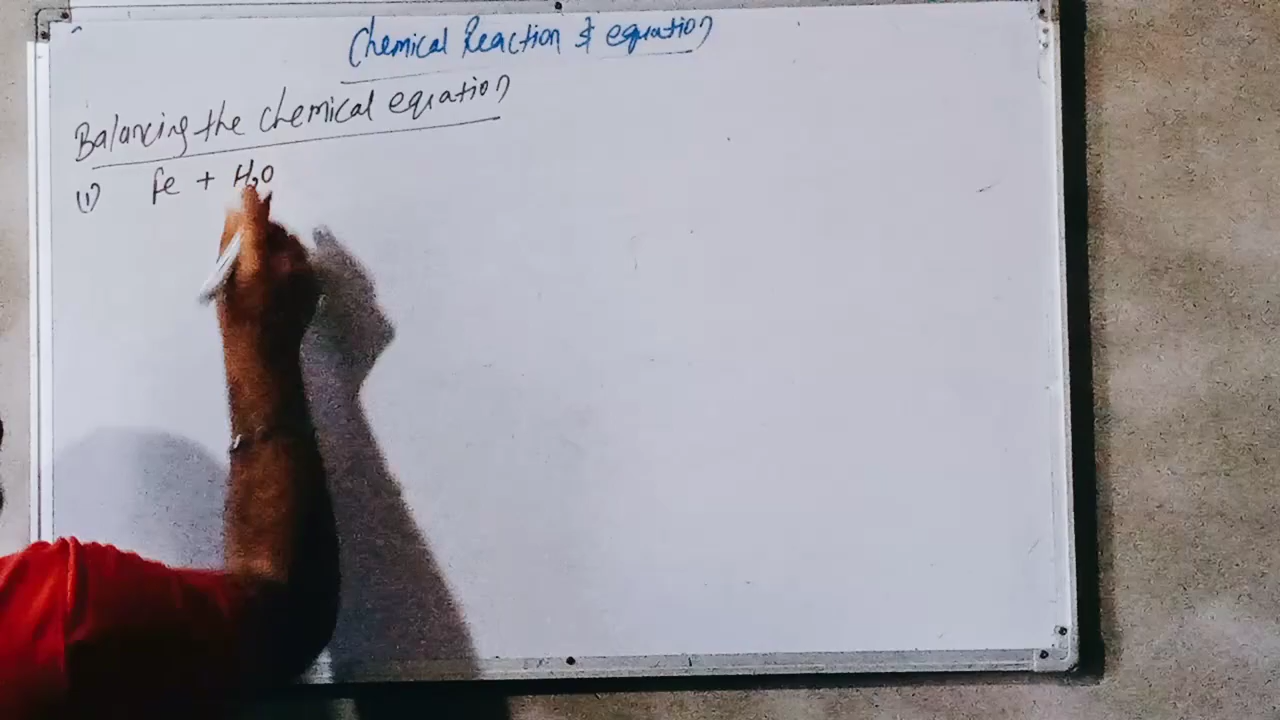 Chemical Reaction & equation
Balancing the chemical equation
(1) Fe + H₂O